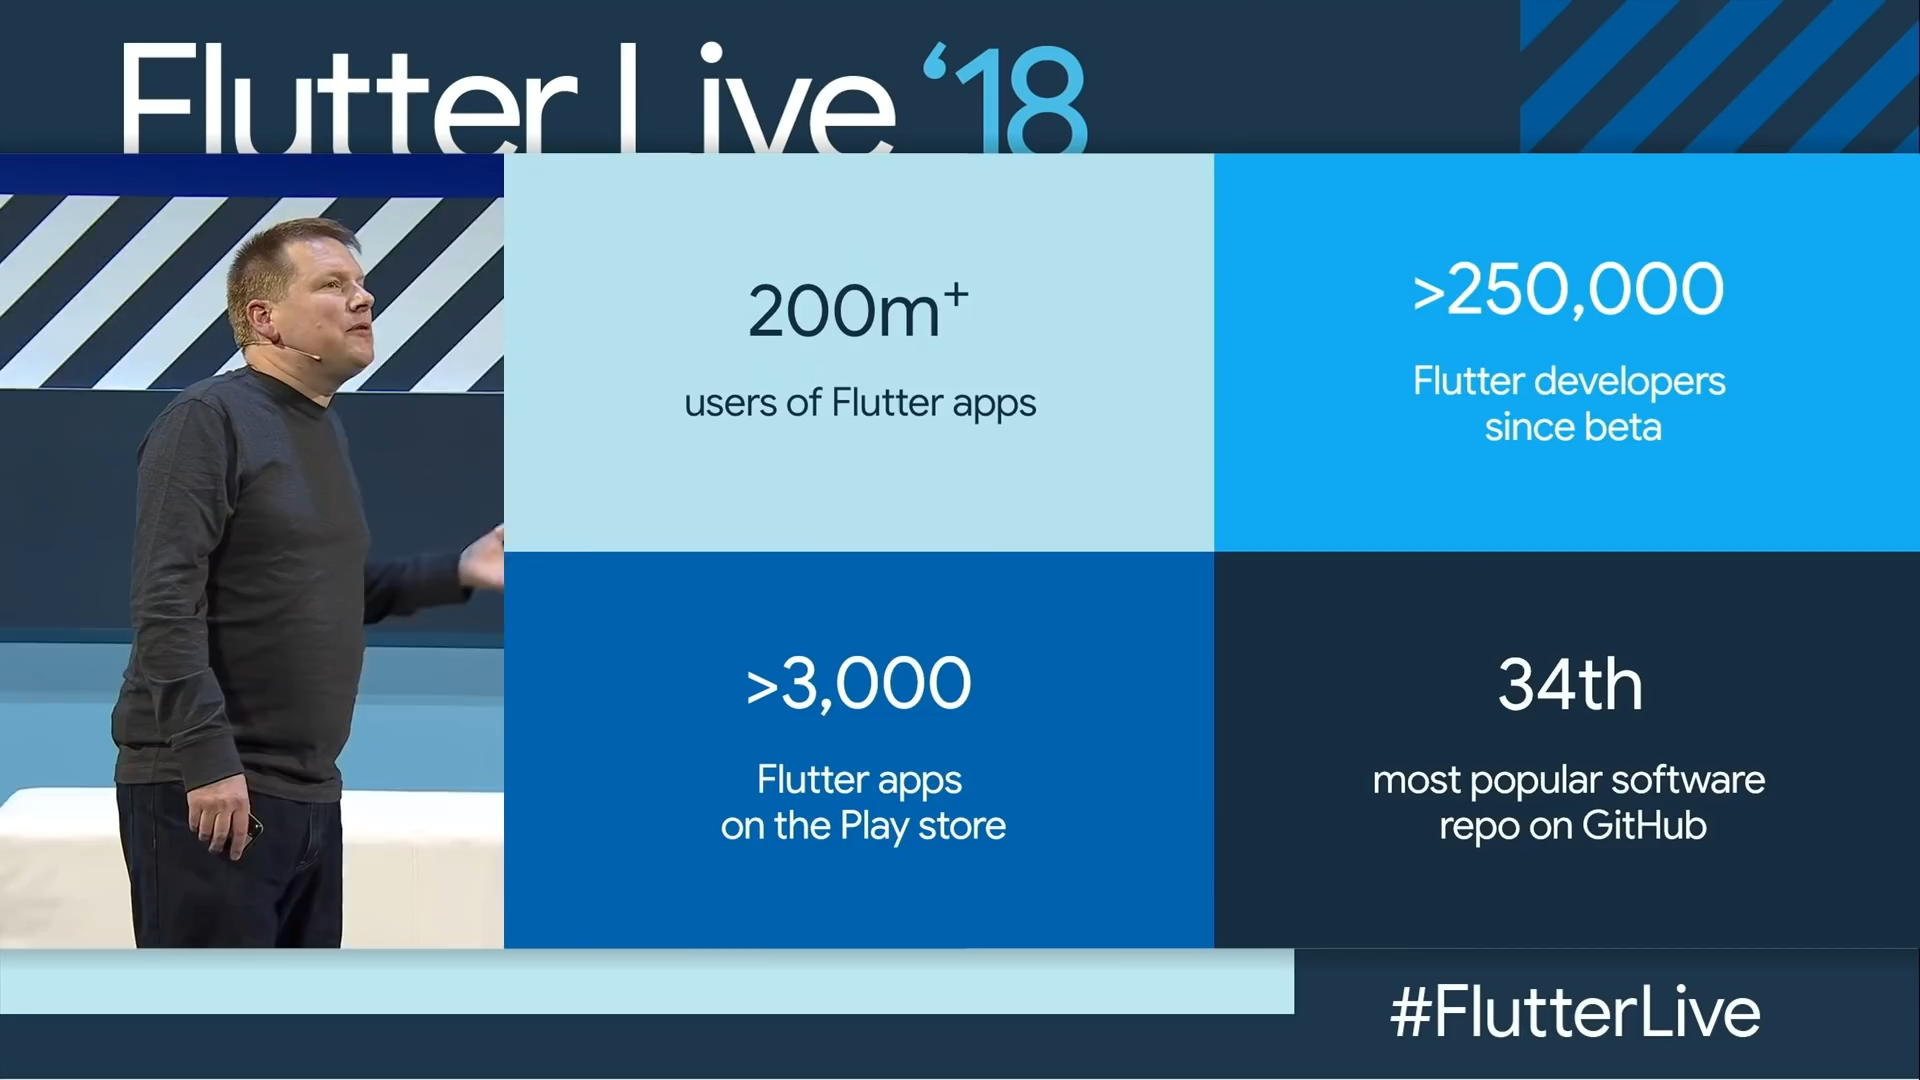 Flutter Live ‘18
200m+
users of Flutter apps
>250,000
Flutter developers
since beta
>3,000
Flutter apps
on the Play store
34th
most popular software
repo on GitHub
#FlutterLive